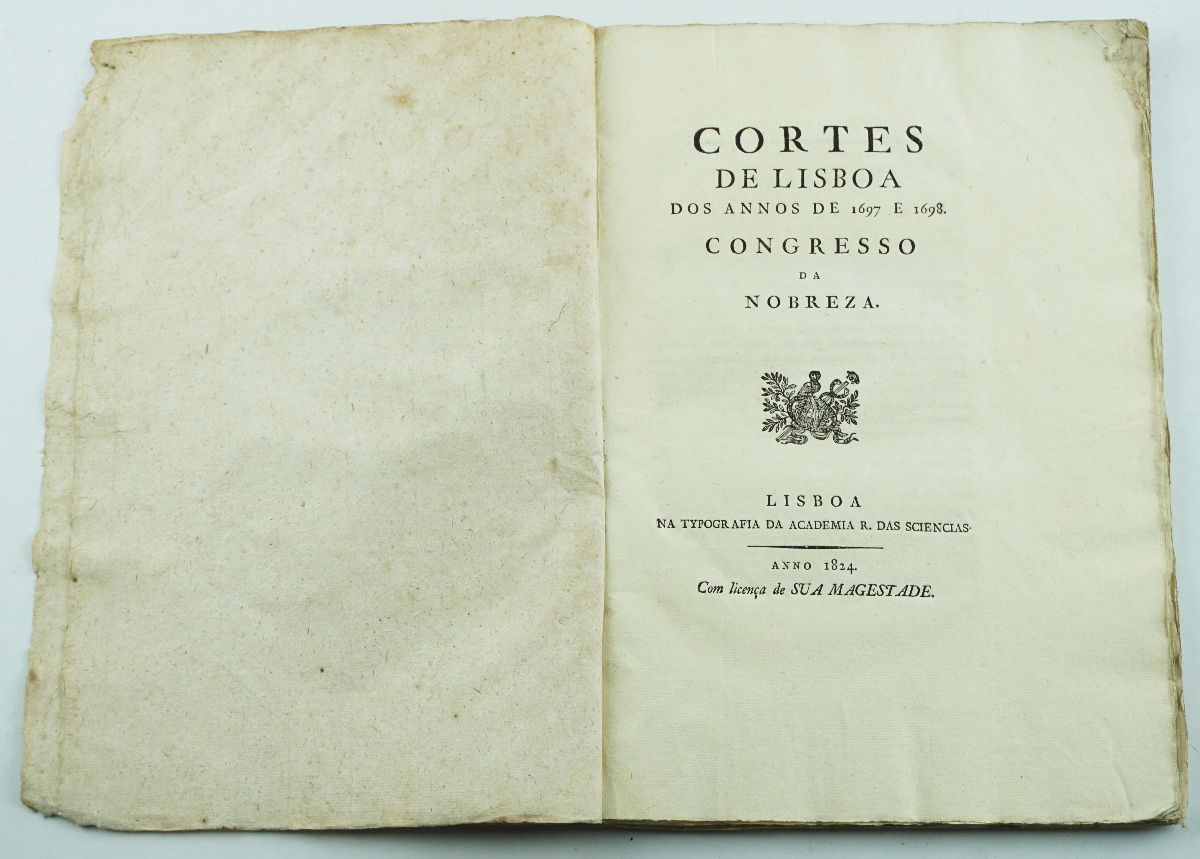 CORTES
DE LISBOA
DOS ANNOS DE 1697 E 1698.
CONGRESSO
DA
NOBREZA.
LISBOA
NA TYPOGRAFIA DA ACADEMIA R. DAS SCIENCIAS.
ANNO 1824.
Com licença de SUA MAGESTADE.